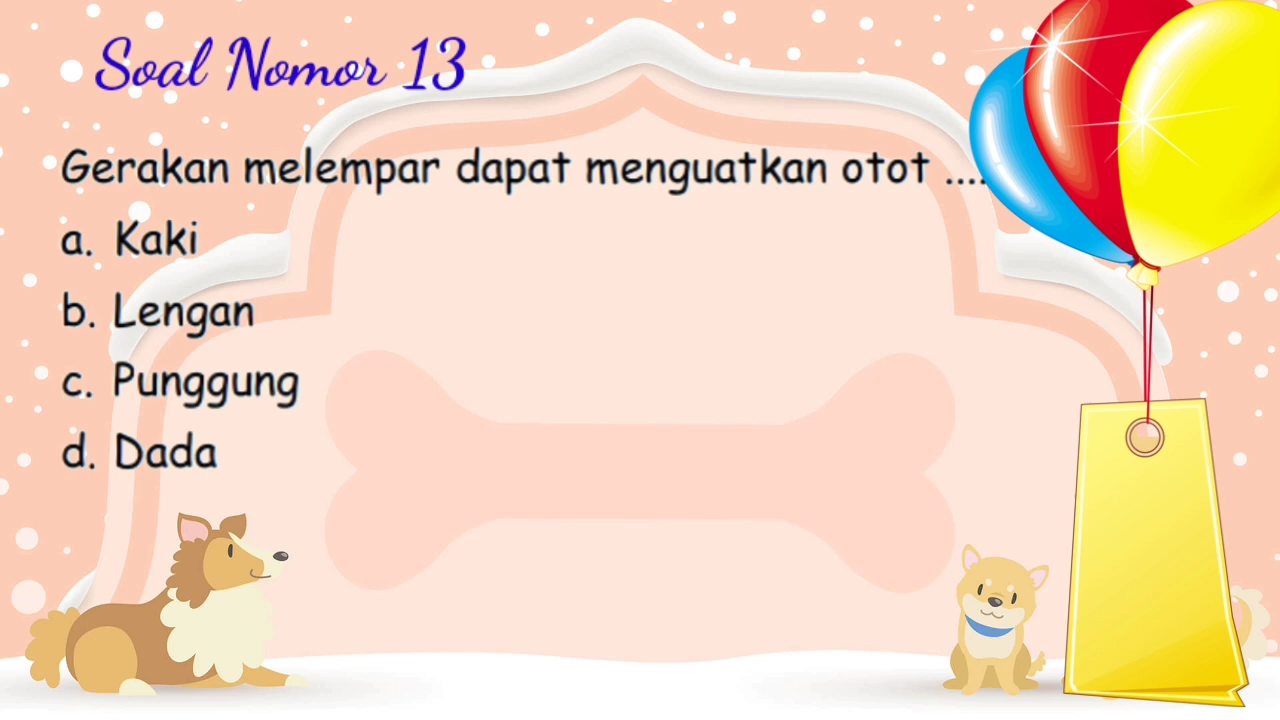 Soal Nomor 13
Gerakan melempar dapat menguatkan otot ....
a. Kaki
b. Lengan
c. Punggung
d. Dada